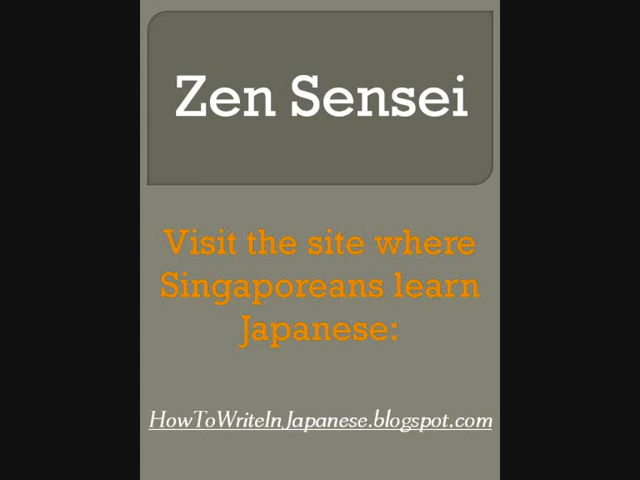 Zen Sensei
Visit the site where
Singaporeans learn
Japanese:
HowToWriteInJapanese.blogspot.com